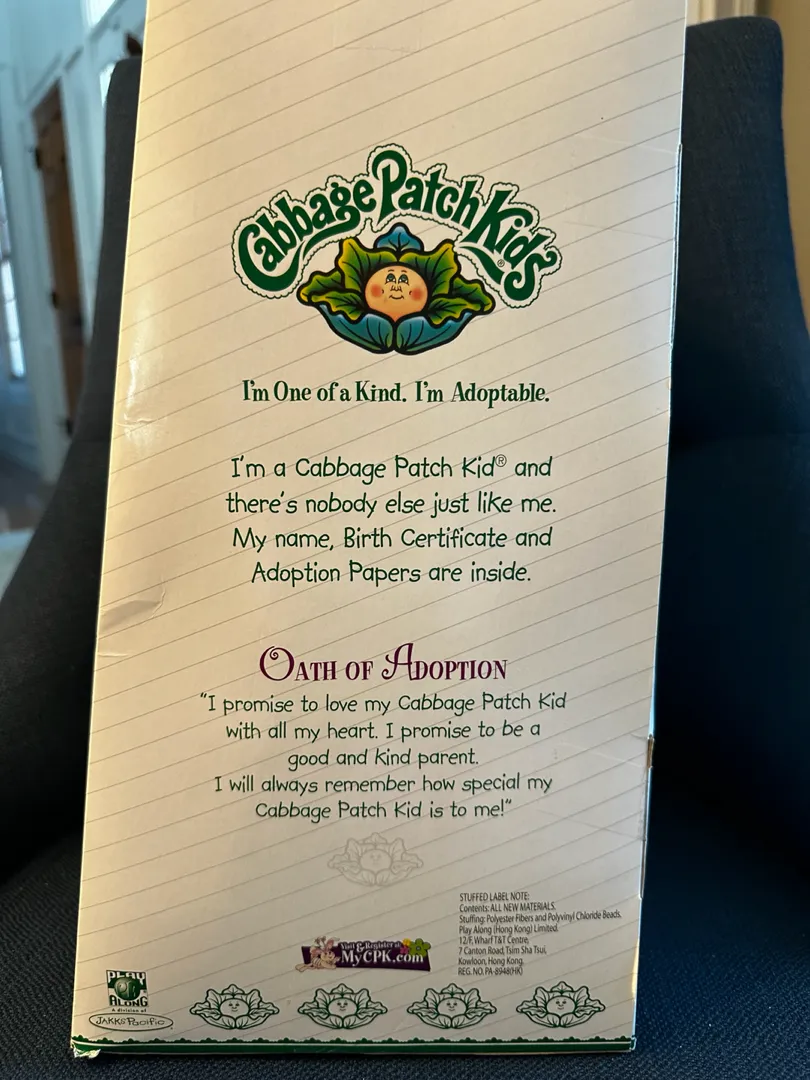 Cabbage Patch Kids®
I'm One of a Kind. I'm Adoptable.
I'm a Cabbage Patch Kid® and
there's nobody else just like me.
My name, Birth Certificate and
Adoption Papers are inside.
OATH OF ADOPTION
"I promise to love my Cabbage Patch Kid
with all my heart. I promise to be a
good and kind parent.
I will always remember how special my
Cabbage Patch Kid is to me!"
STUFFED LABEL NOTE:
Contents: ALL NEW MATERIALS.
Stuffing: Polyester Fibers and Polyvinyl Chloride Beads.
Play Along (Hong Kong) Limited.
12/F, Wharf T&T Centre,
7 Canton Road, Tsim Sha Tsui,
Kowloon, Hong Kong.
REG. NO. PA-8948(HK)
Visit & Register at
MyCPK.com
PLAY
ALONG
A division of
JAKKS Pacific